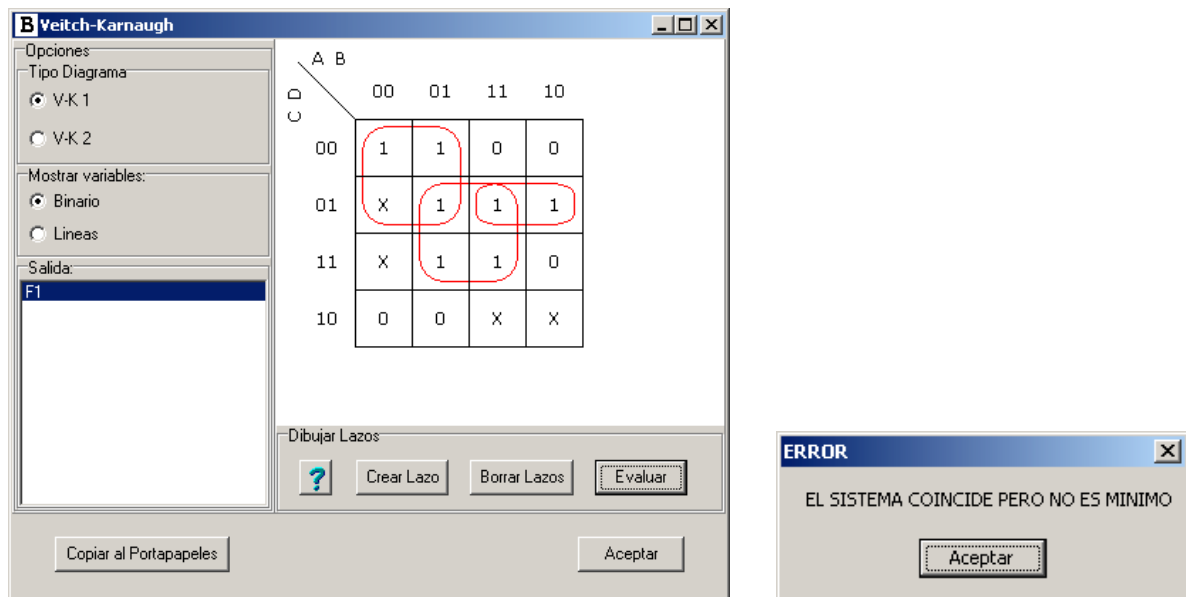 B Veitch-Karnaugh
Opciones
Tipo Diagrama
V-K 1
V-K 2
Mostrar variables:
Binario
Lineas
Salida:
F1
A B
C D
00 01 11 10
00 1 1 0 0
01 X 1 1 1
11 X 1 1 0
10 0 0 X X
Dibujar Lazos
? Crear Lazo Borrar Lazos Evaluar
Copiar al Portapapeles Aceptar
ERROR
EL SISTEMA COINCIDE PERO NO ES MINIMO
Aceptar